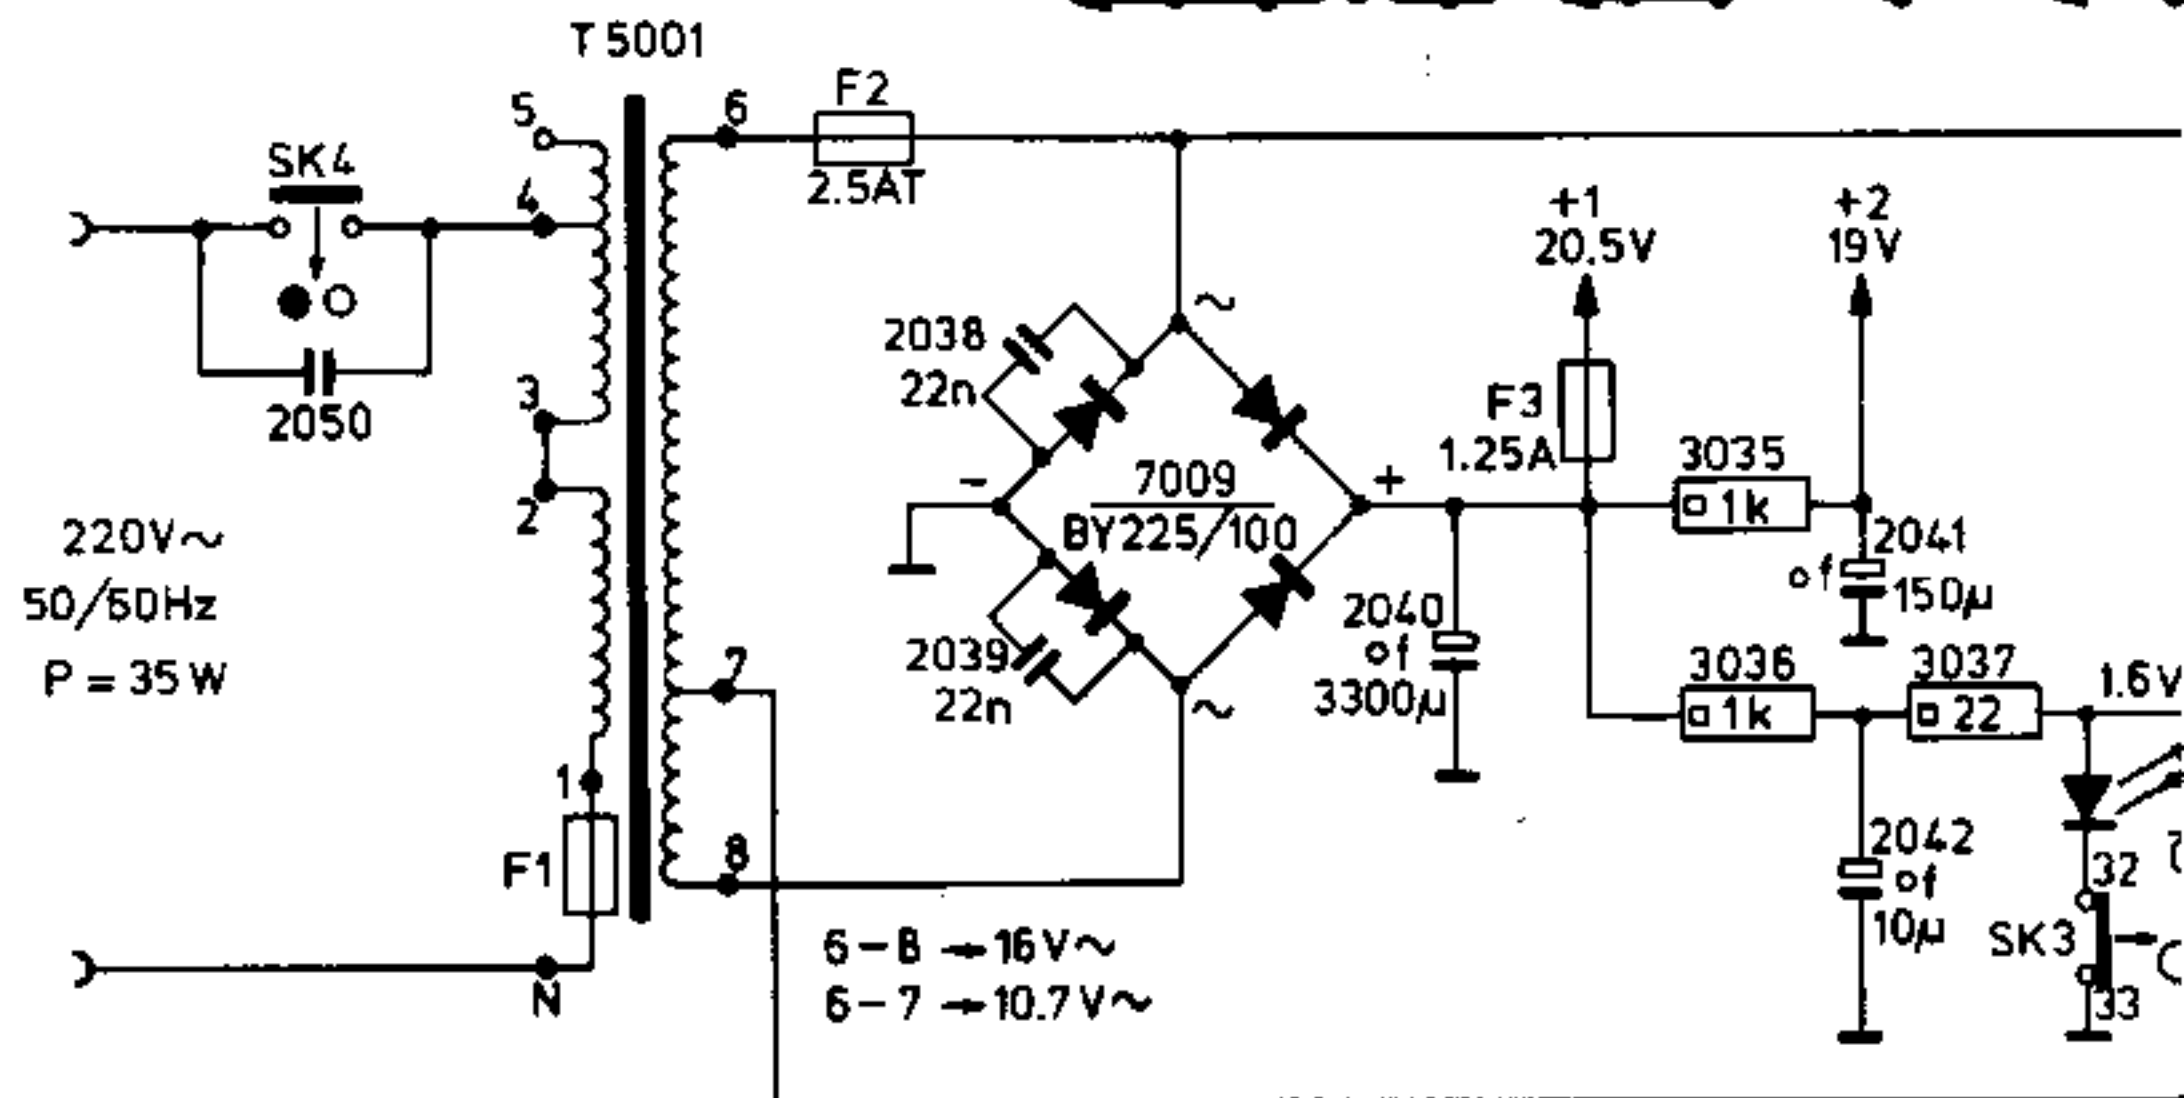 T 5001
5
6
F2
2.5AT
SK4
4
+1
20.5V
+2
19V
~
2038
22n
3
2050
F3
1.25A
3035
1k
-
+
7009
BY225/100
2
220V~
50/60Hz
P = 35W
2041
of
150µ
2040
of
3300µ
2039
22n
7
~
3036
1k
3037
22
1.6V
1
F1
8
2042
of
10µ
32
SK3
33
N
6-8 → 16V~
6-7 → 10.7V~